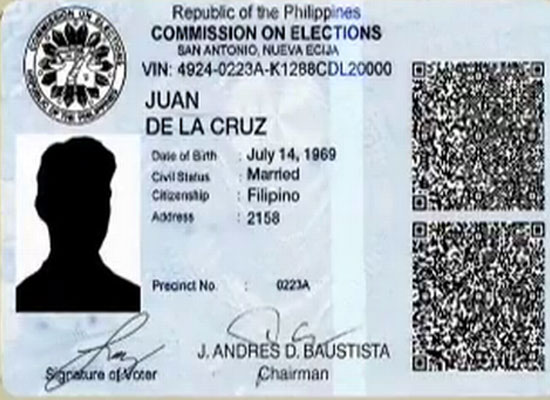 COMMISSION ON ELECTIONS
REPUBLIC OF THE PHILIPPINES
Republic of the Philippines
COMMISSION ON ELECTIONS
SAN ANTONIO, NUEVA ECIJA
VIN: 4924-0223A-K1288CDL20000
JUAN
DE LA CRUZ
Date of Birth : July 14, 1969
Civil Status : Married
Citizenship : Filipino
Address : 2158
Precinct No. : 0223A
J. ANDRES D. BAUSTISTA
Signature of Voter
Chairman